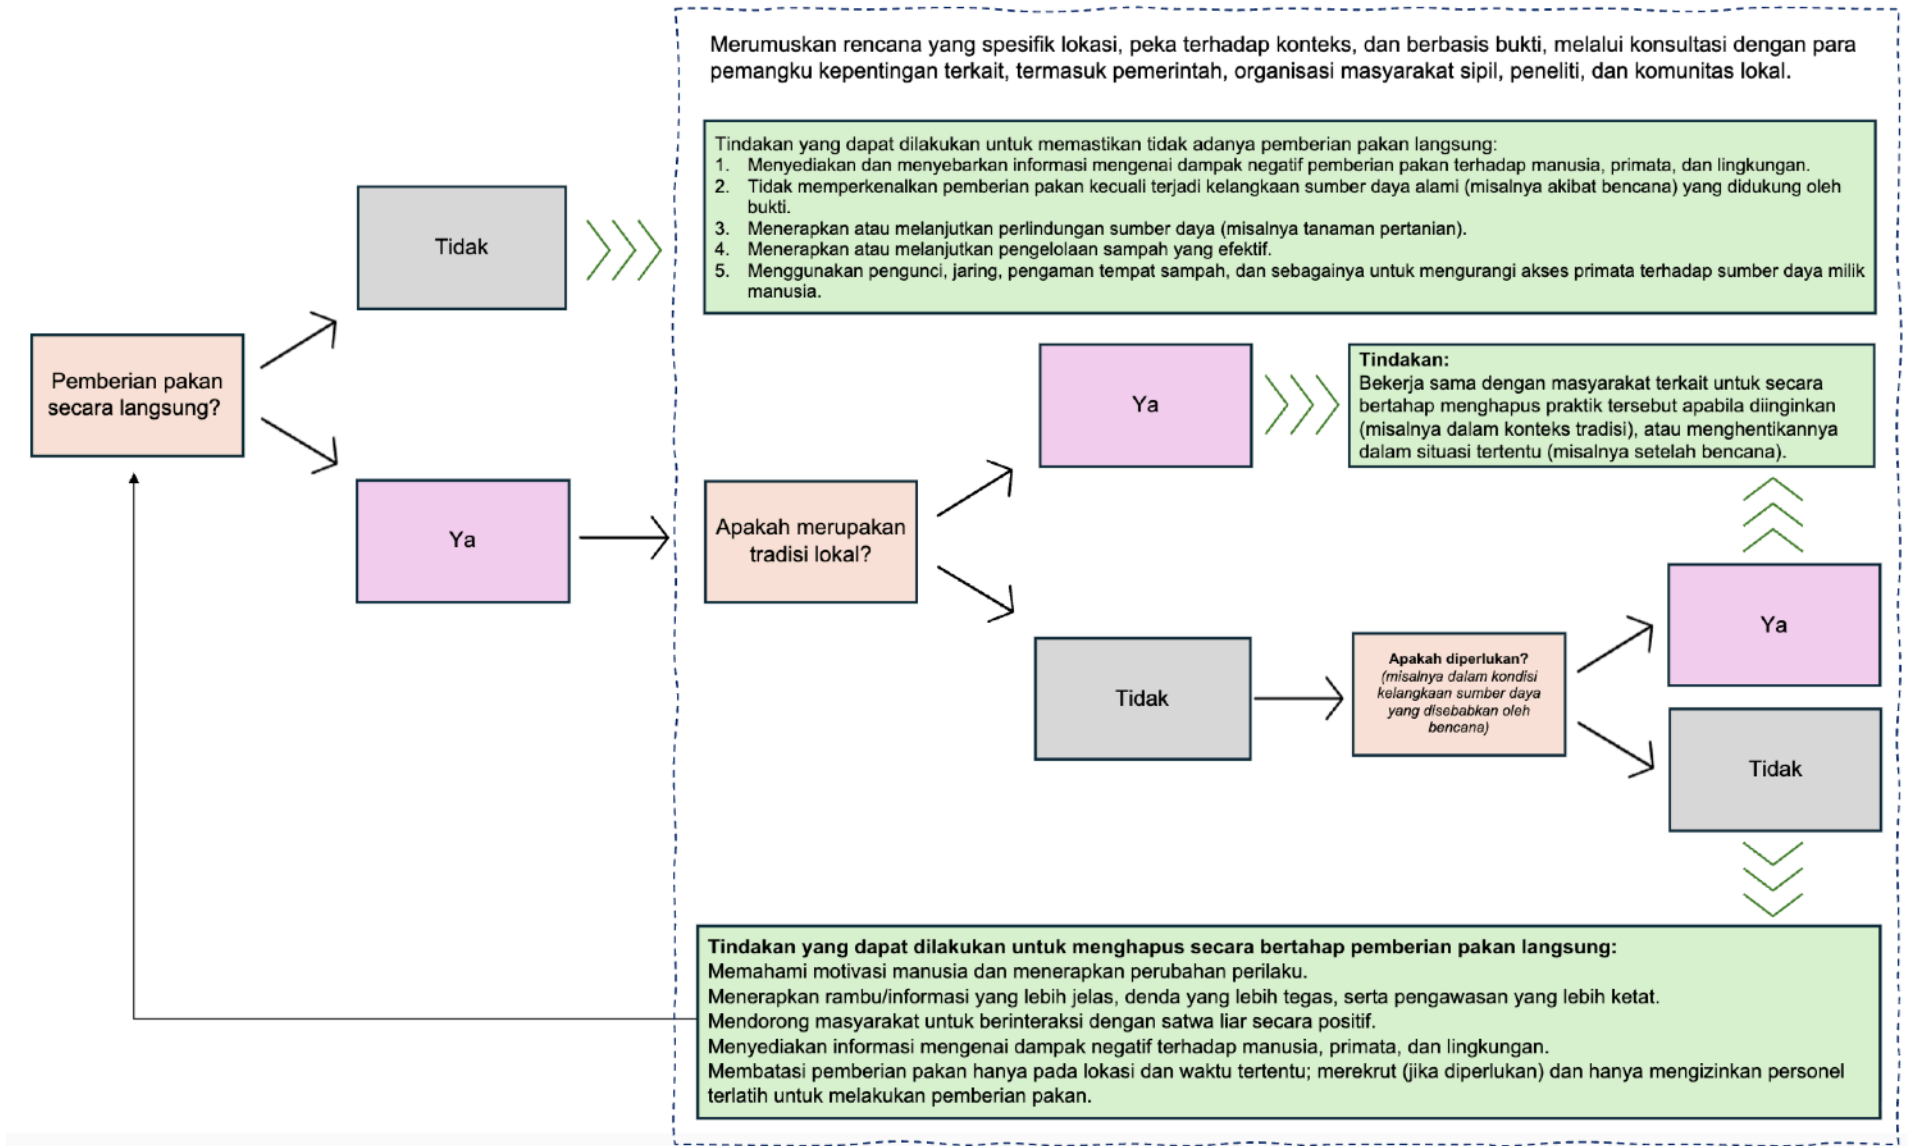 Merumuskan rencana yang spesifik lokasi, peka terhadap konteks, dan berbasis bukti, melalui konsultasi dengan para
pemangku kepentingan terkait, termasuk pemerintah, organisasi masyarakat sipil, peneliti, dan komunitas lokal.
Tindakan yang dapat dilakukan untuk memastikan tidak adanya pemberian pakan langsung:
1. Menyediakan dan menyebarkan informasi mengenai dampak negatif pemberian pakan terhadap manusia, primata, dan lingkungan.
2. Tidak memperkenalkan pemberian pakan kecuali terjadi kelangkaan sumber daya alami (misalnya akibat bencana) yang didukung oleh
bukti.
3. Menerapkan atau melanjutkan perlindungan sumber daya (misalnya tanaman pertanian).
4. Menerapkan atau melanjutkan pengelolaan sampah yang efektif.
5. Menggunakan pengunci, jaring, pengaman tempat sampah, dan sebagainya untuk mengurangi akses primata terhadap sumber daya milik
manusia.
Tidak
Pemberian pakan
secara langsung?
Ya
Apakah merupakan
tradisi lokal?
Ya
Tindakan:
Bekerja sama dengan masyarakat terkait untuk secara
bertahap menghapus praktik tersebut apabila diinginkan
(misalnya dalam konteks tradisi), atau menghentikannya
dalam situasi tertentu (misalnya setelah bencana).
Tidak
Apakah diperlukan?
(misalnya dalam kondisi
kelangkaan sumber daya
yang disebabkan oleh
bencana)
Ya
Tidak
Tindakan yang dapat dilakukan untuk menghapus secara bertahap pemberian pakan langsung:
Memahami motivasi manusia dan menerapkan perubahan perilaku.
Menerapkan rambu/informasi yang lebih jelas, denda yang lebih tegas, serta pengawasan yang lebih ketat.
Mendorong masyarakat untuk berinteraksi dengan satwa liar secara positif.
Menyediakan informasi mengenai dampak negatif terhadap manusia, primata, dan lingkungan.
Membatasi pemberian pakan hanya pada lokasi dan waktu tertentu; merekrut (jika diperlukan) dan hanya mengizinkan personel
terlatih untuk melakukan pemberian pakan.